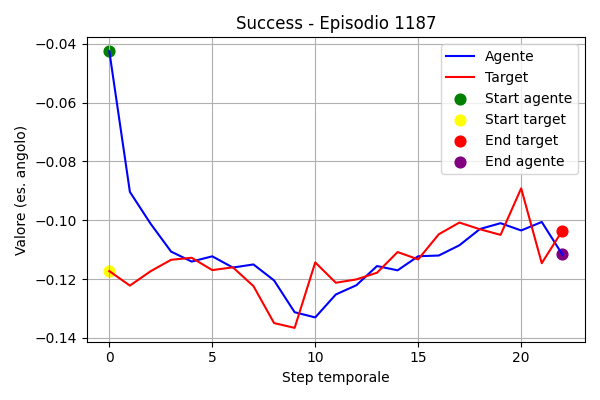 Success - Episodio 1187
Valore (es. angolo)
−0.04
−0.06
−0.08
−0.10
−0.12
−0.14
0
5
10
15
20
Step temporale
Agente
Target
Start agente
Start target
End target
End agente